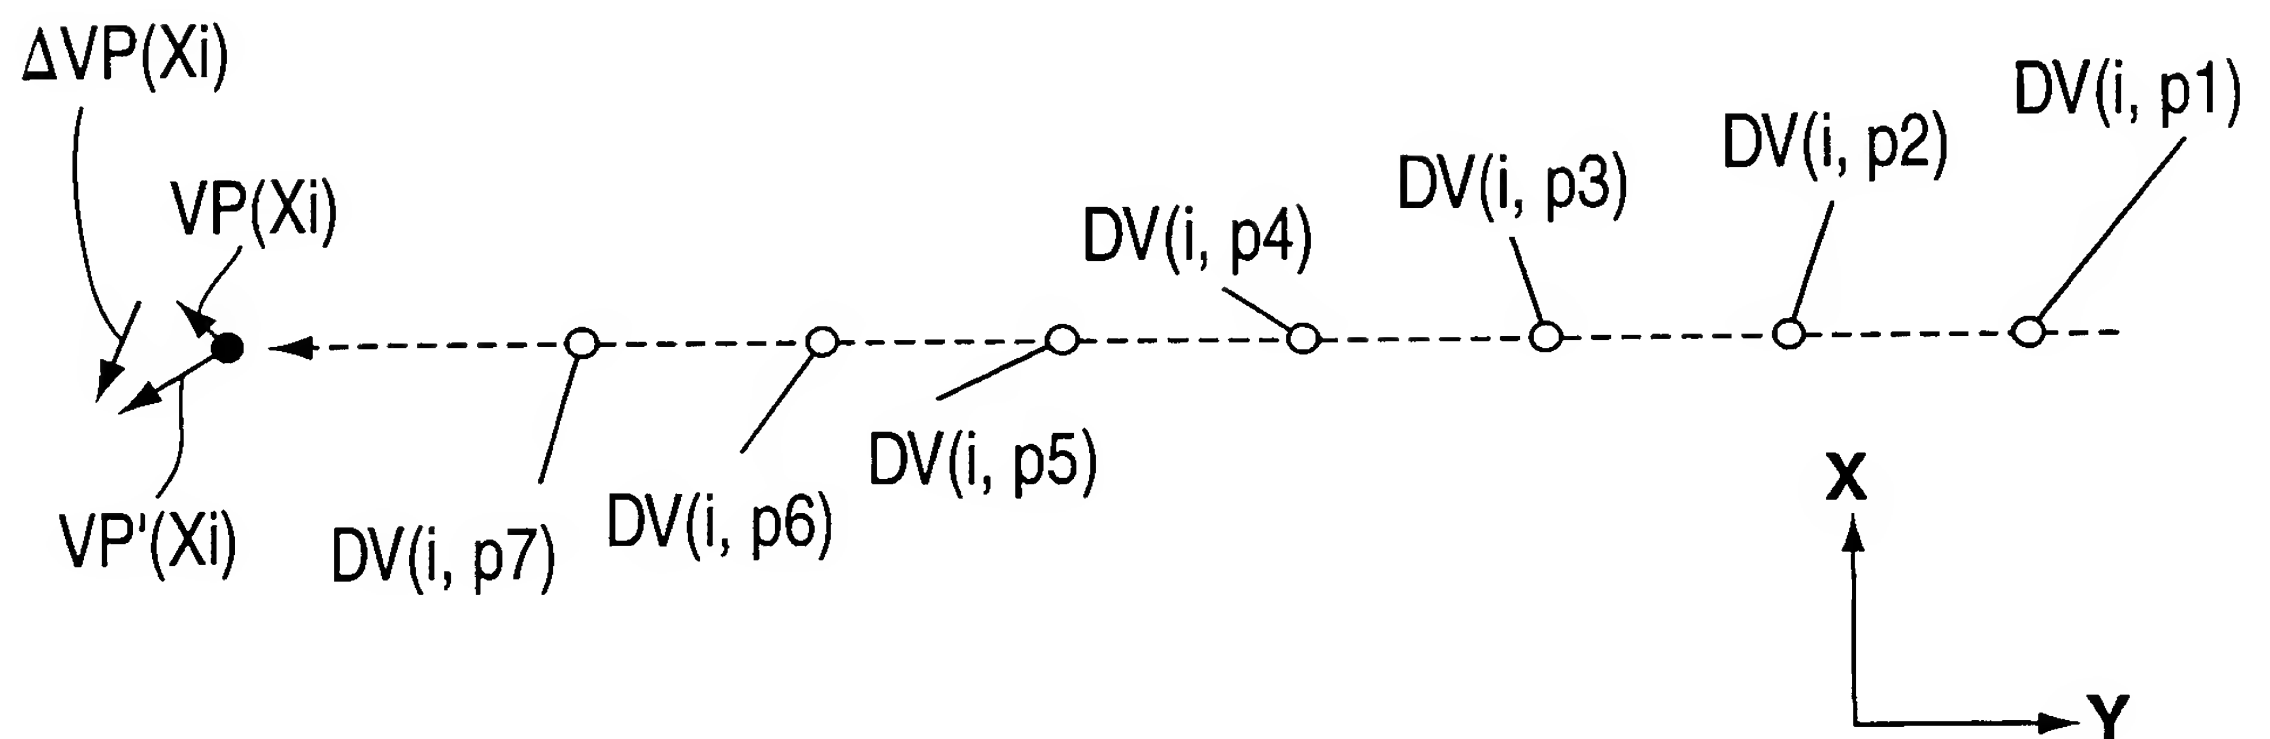 ΔVP(Xi)
DV(i, p1)
DV(i, p2)
DV(i, p3)
VP(Xi)
DV(i, p4)
DV(i, p5)
X
DV(i, p6)
VP'(Xi)
DV(i, p7)
Y